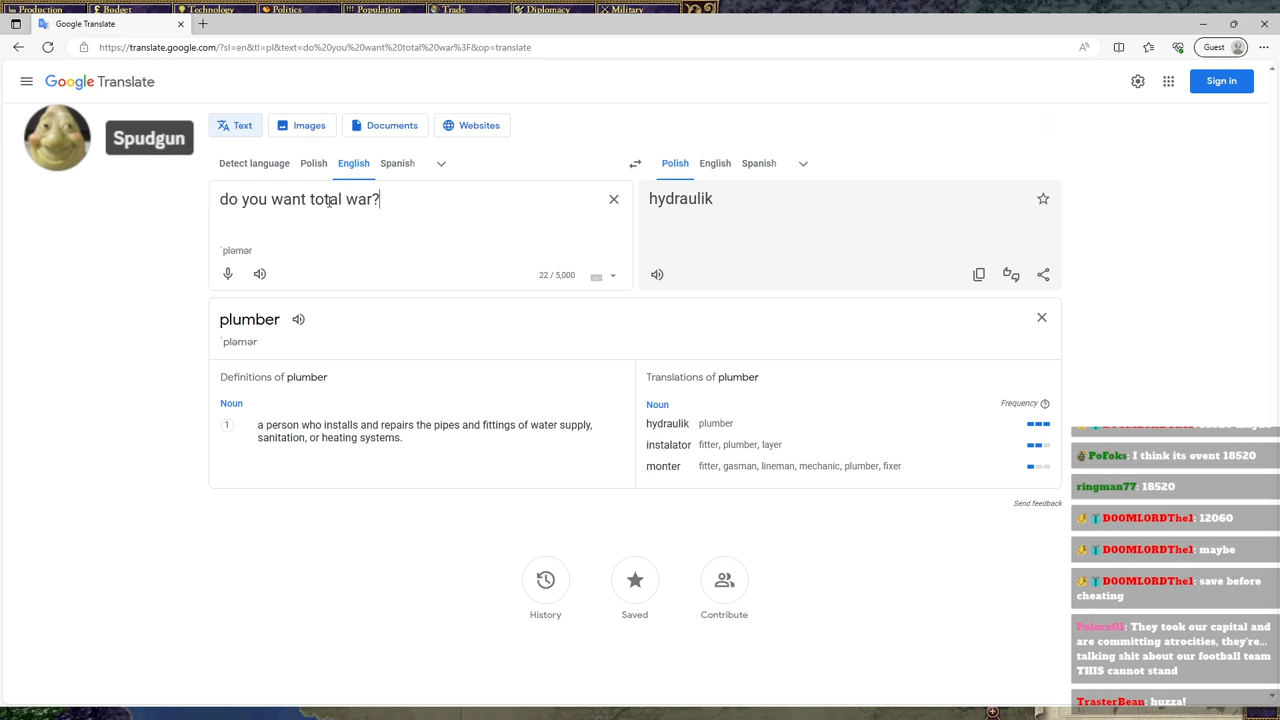 Production Budget Technology Politics Population Trade Diplomacy Military
Google Translate
https://translate.google.com/?sl=en&tl=pl&text=do%20you%20want%20total%20war%3F&op=translate
Guest
Google Translate
Sign in
Spudgun
Text Images Documents Websites
Detect language Polish English Spanish
Polish English Spanish
do you want total war?
hydraulik
ˈpləmər
22 / 5,000
plumber
ˈpləmər
Definitions of plumber
Noun
1 a person who installs and repairs the pipes and fittings of water supply,
sanitation, or heating systems.
Translations of plumber
Noun Frequency
hydraulik plumber
instalator fitter, plumber, layer
monter fitter, gasman, lineman, mechanic, plumber, fixer
Send feedback
History Saved Contribute
PoFoks: I think its event 18520
ringman77: 18520
DOOMLORDThe1: 12060
DOOMLORDThe1: maybe
DOOMLORDThe1: save before
cheating
They took our capital and
are committing atrocities, they're...
talking shit about our football team
THIS cannot stand
TrasterBean: huzza!